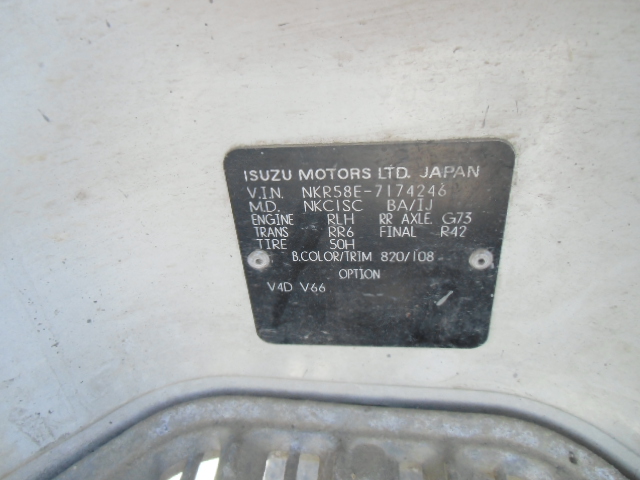 ISUZU MOTORS LTD. JAPAN
V.I.N. NKR58E-7174246
M.D. NKC1SC BA/IJ
ENGINE RLH RR AXLE. G73
TRANS RR6 FINAL R42
TIRE S0H
B.COLOR/TRIM 820/108
OPTION
V4D V66